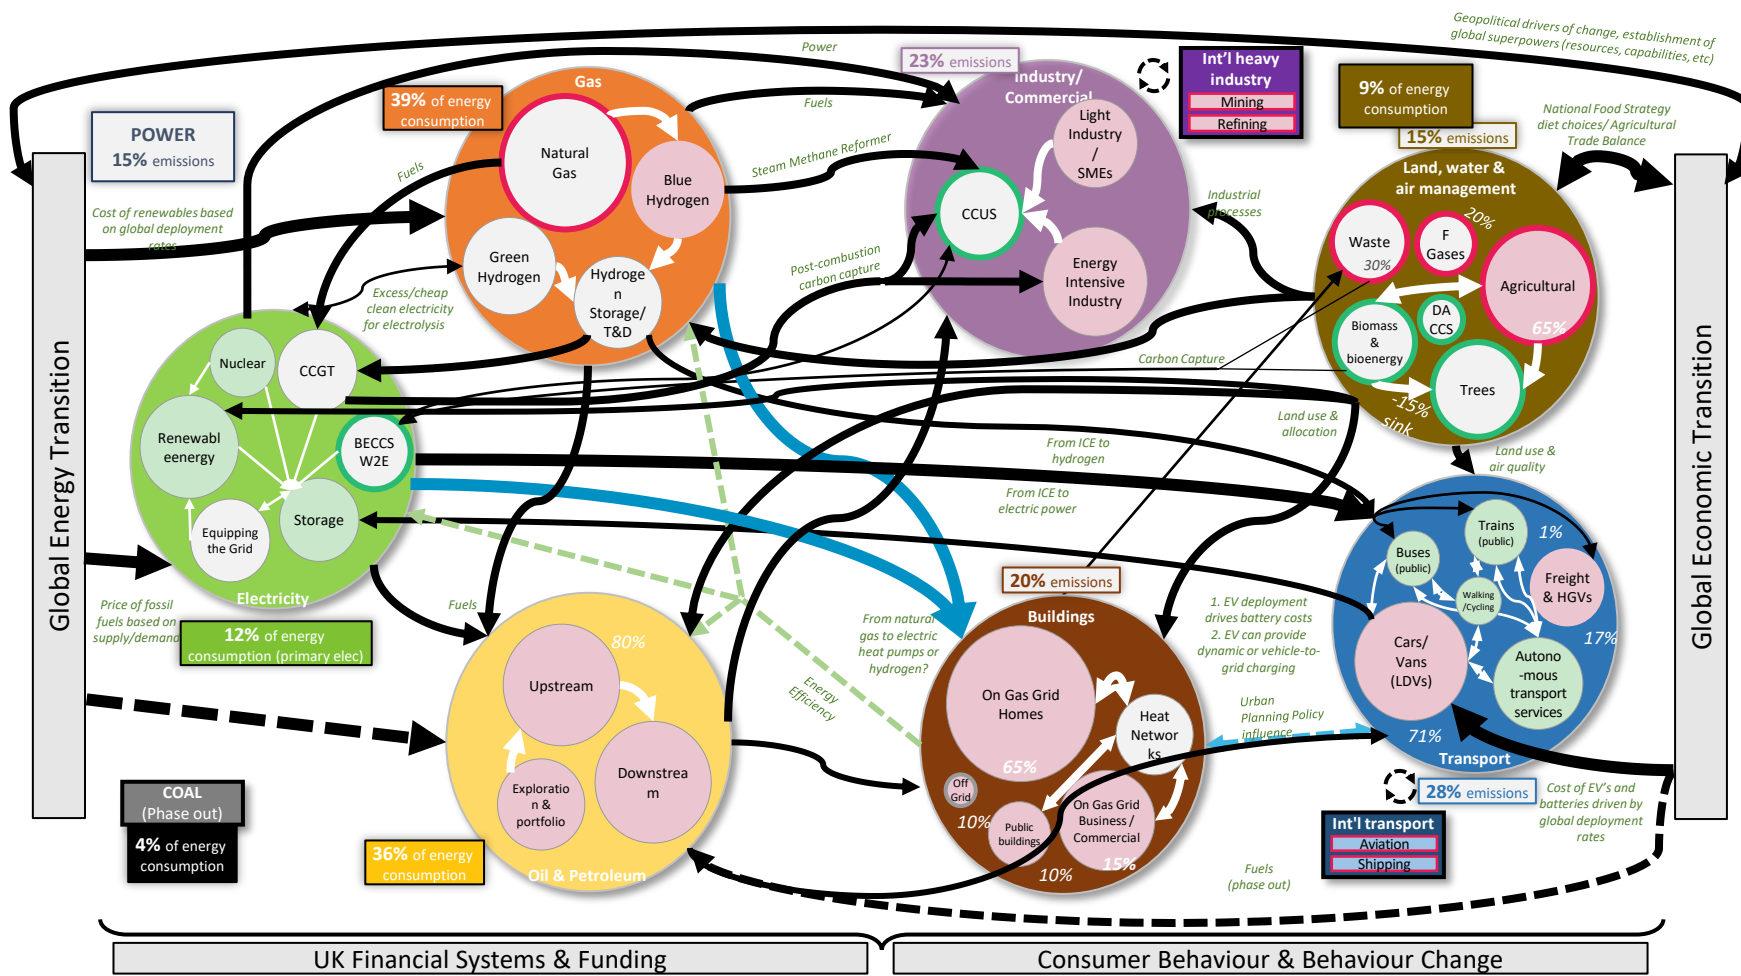 Geopolitical drivers of change, establishment of
global superpowers (resources, capabilities, etc)
Power
23% emissions
Industry/
Commercial
Int'l heavy
industry
Mining
Refining
9% of energy
consumption
15% emissions
National Food Strategy
diet choices/ Agricultural
Trade Balance
POWER
15% emissions
39% of energy
consumption
Gas
Natural
Gas
Blue
Hydrogen
Green
Hydrogen
Hydroge
n
Storage/
T&D
Fuels
Fuels
Steam Methane Reformer
Light
Industry
/
SMEs
CCUS
Energy
Intensive
Industry
Industrial
processes
Post-combustion
carbon capture
Land, water &
air management
Waste
30%
F
Gases
20%
Agricultural
65%
Biomass
&
bioenergy
DA
CCS
Trees
-15%
sink
Cost of renewables based
on global deployment
rates
Excess/cheap
clean electricity
for electrolysis
Carbon Capture
Land use &
allocation
Land use &
air quality
Global Energy Transition
Global Economic Transition
Nuclear
CCGT
Renewabl
eenergy
BECCS
W2E
Equipping
the Grid
Storage
Electricity
12% of energy
consumption (primary elec)
Price of fossil
fuels based on
supply/demand
From ICE to
hydrogen
From ICE to
electric power
Trains
(public)
1%
Buses
(public)
Walking
/Cycling
Freight
& HGVs
17%
Cars/
Vans
(LDVs)
Autono
-mous
transport
services
71%
Transport
28% emissions
Fuels
80%
Upstream
Downstrea
m
Exploratio
n &
portfolio
Oil & Petroleum
36% of energy
consumption
Energy
Efficiency
From natural
gas to electric
heat pumps or
hydrogen?
20% emissions
Buildings
On Gas Grid
Homes
65%
Heat
Networ
ks
Off
Grid
10%
Public
buildings
10%
On Gas Grid
Business /
Commercial
15%
1. EV deployment
drives battery costs
2. EV can provide
dynamic or vehicle-to-
grid charging
Urban
Planning Policy
influence
Cost of EV's and
batteries driven by
global deployment
rates
COAL
(Phase out)
4% of energy
consumption
Int'l transport
Aviation
Shipping
Fuels
(phase out)
UK Financial Systems & Funding
Consumer Behaviour & Behaviour Change